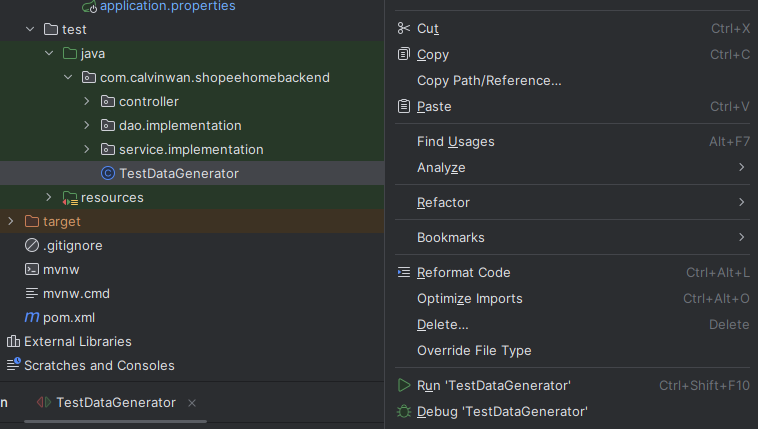 application.properties
test
java
com.calvinwan.shopeehomebackend
controller
dao.implementation
service.implementation
TestDataGenerator
resources
target
.gitignore
mvnw
mvnw.cmd
pom.xml
External Libraries
Scratches and Consoles
n
TestDataGenerator
Cut Ctrl+X
Copy Ctrl+C
Copy Path/Reference...
Paste Ctrl+V
Find Usages Alt+F7
Analyze
Refactor
Bookmarks
Reformat Code Ctrl+Alt+L
Optimize Imports Ctrl+Alt+O
Delete... Delete
Override File Type
Run 'TestDataGenerator' Ctrl+Shift+F10
Debug 'TestDataGenerator'